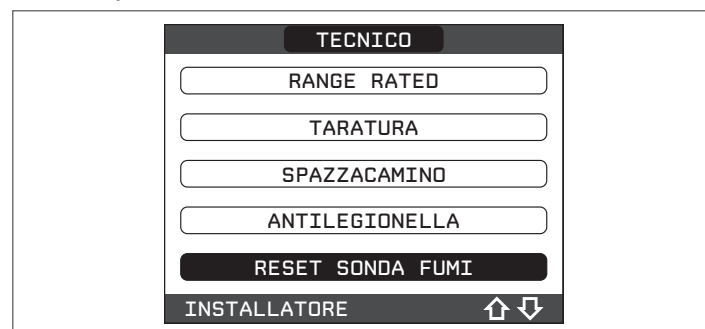 TECNICO
RANGE RATED
TARATURA
SPAZZACAMINO
ANTILEGIONELLA
RESET SONDA FUMI
INSTALLATORE